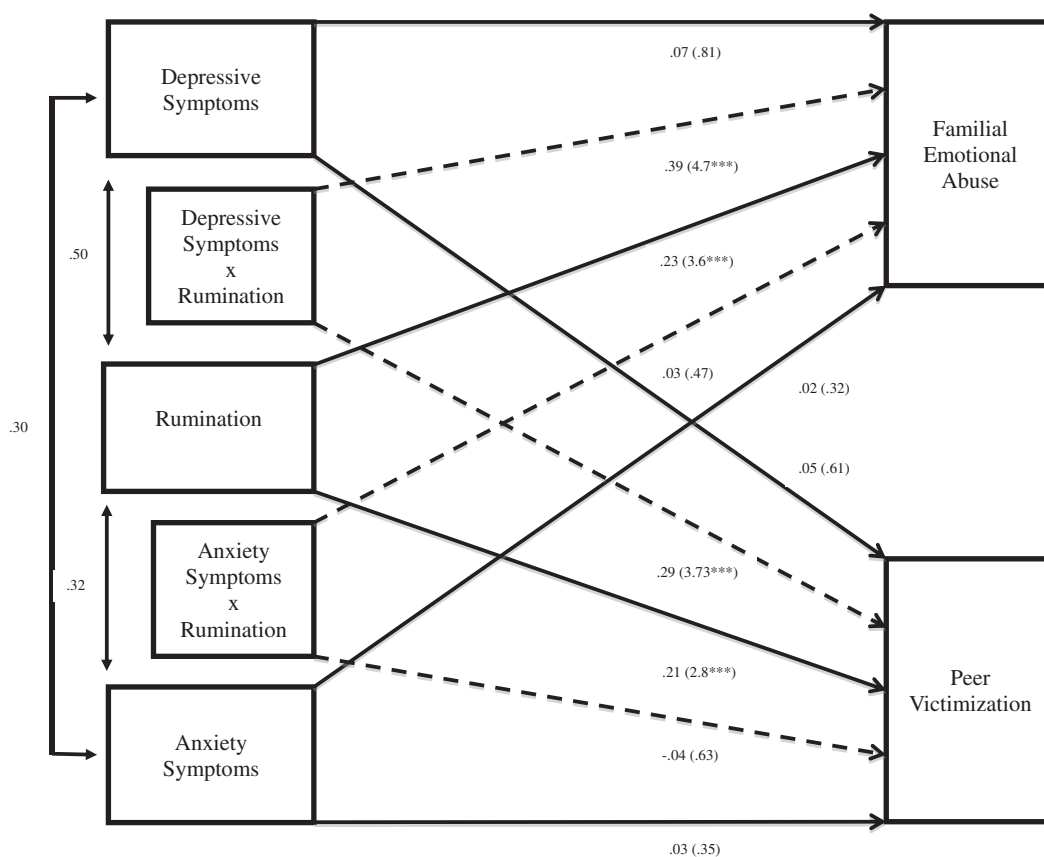 .07 (.81)
Depressive
Symptoms
Familial
Emotional
Abuse
.39 (4.7***)
Depressive
Symptoms
x
Rumination
.50
.23 (3.6***)
.03 (.47)
.02 (.32)
Rumination
.30
.05 (.61)
Anxiety
Symptoms
x
Rumination
.32
.29 (3.73***)
.21 (2.8***)
Peer
Victimization
Anxiety
Symptoms
-.04 (.63)
.03 (.35)